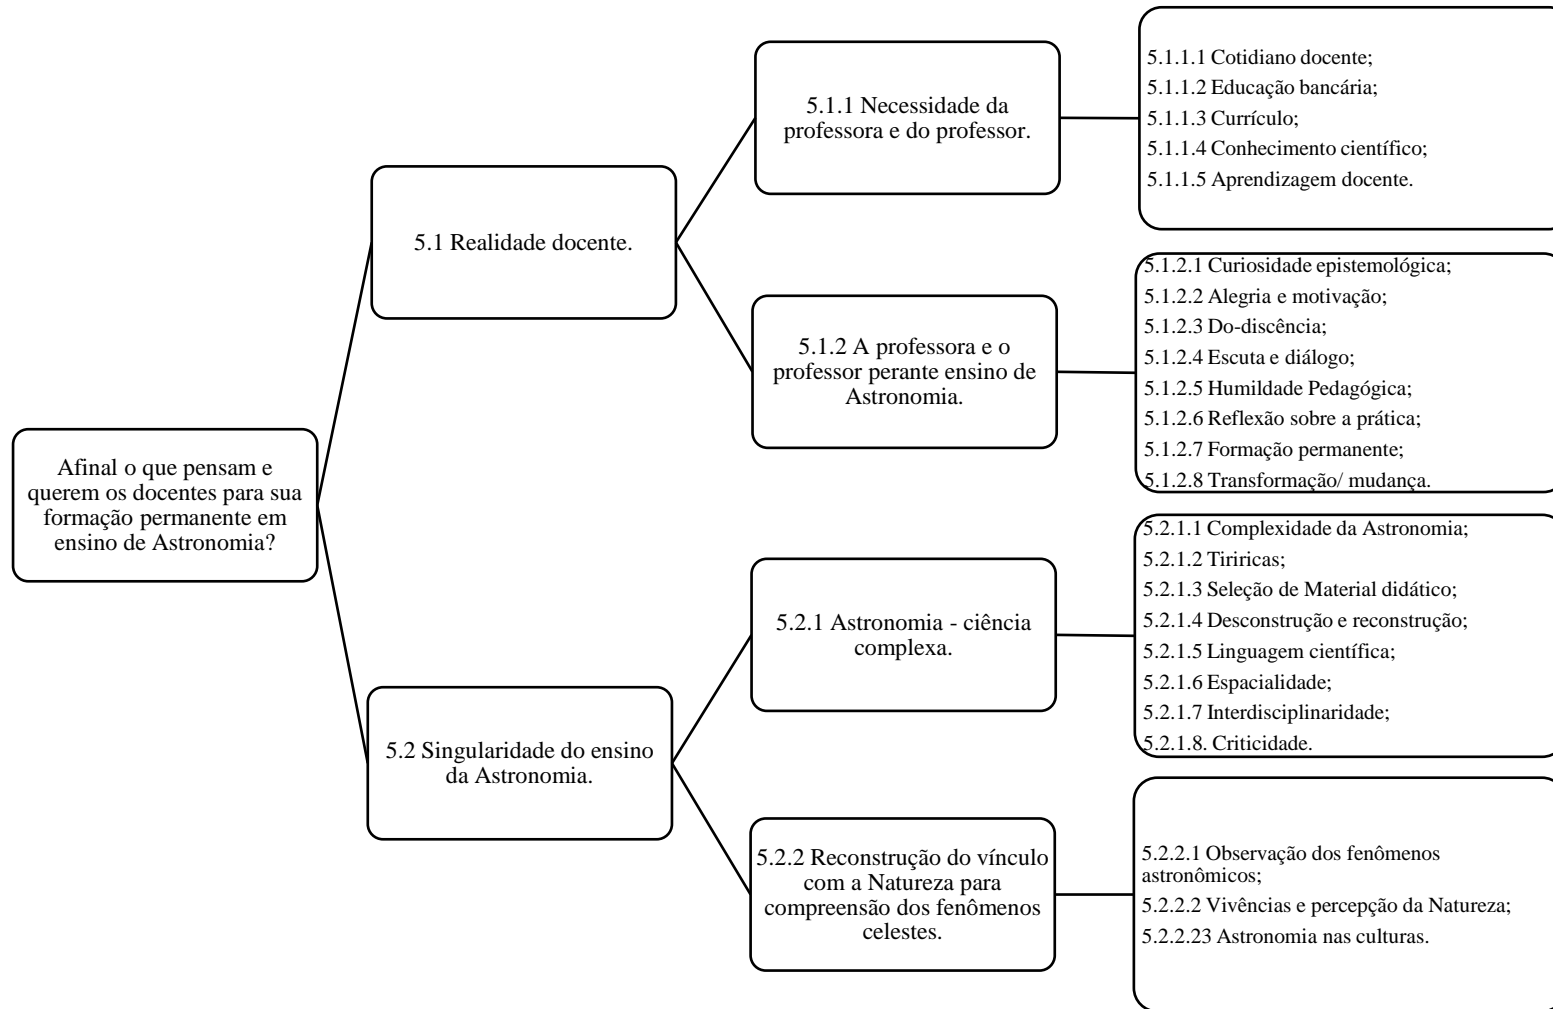 Afinal o que pensam e
querem os docentes para sua
formação permanente em
ensino de Astronomia?
5.1 Realidade docente.
5.1.1 Necessidade da
professora e do professor.
5.1.1.1 Cotidiano docente;
5.1.1.2 Educação bancária;
5.1.1.3 Currículo;
5.1.1.4 Conhecimento científico;
5.1.1.5 Aprendizagem docente.
5.1.2 A professora e o
professor perante ensino de
Astronomia.
5.1.2.1 Curiosidade epistemológica;
5.1.2.2 Alegria e motivação;
5.1.2.3 Do-discência;
5.1.2.4 Escuta e diálogo;
5.1.2.5 Humildade Pedagógica;
5.1.2.6 Reflexão sobre a prática;
5.1.2.7 Formação permanente;
5.1.2.8 Transformação/ mudança.
5.2 Singularidade do ensino
da Astronomia.
5.2.1 Astronomia - ciência
complexa.
5.2.1.1 Complexidade da Astronomia;
5.2.1.2 Tiriricas;
5.2.1.3 Seleção de Material didático;
5.2.1.4 Desconstrução e reconstrução;
5.2.1.5 Linguagem científica;
5.2.1.6 Espacialidade;
5.2.1.7 Interdisciplinaridade;
5.2.1.8. Criticidade.
5.2.2 Reconstrução do vínculo
com a Natureza para
compreensão dos fenômenos
celestes.
5.2.2.1 Observação dos fenômenos
astronômicos;
5.2.2.2 Vivências e percepção da Natureza;
5.2.2.23 Astronomia nas culturas.